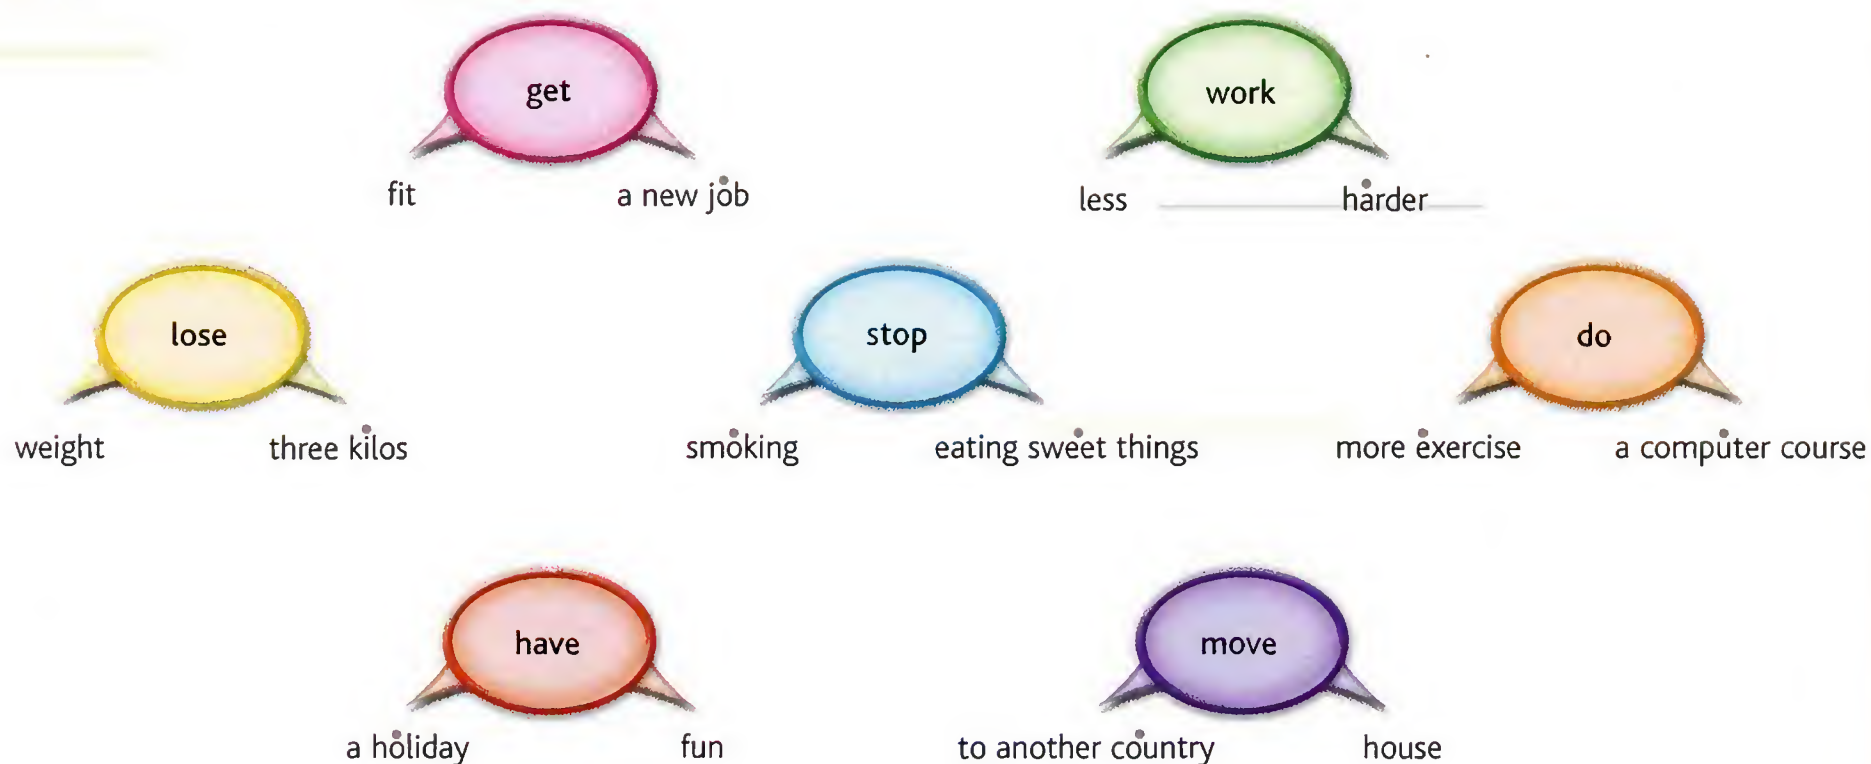 get
work
fit
a new job
less
harder
lose
stop
do
weight
three kilos
smoking
eating sweet things
more exercise
a computer course
have
move
a holiday
fun
to another country
house